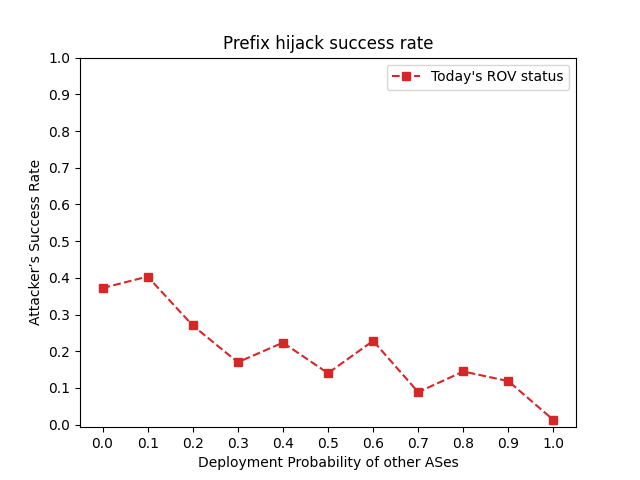 Prefix hijack success rate
Today's ROV status
Attacker’s Success Rate
1.0
0.9
0.8
0.7
0.6
0.5
0.4
0.3
0.2
0.1
0.0
0.0 0.1 0.2 0.3 0.4 0.5 0.6 0.7 0.8 0.9 1.0
Deployment Probability of other ASes